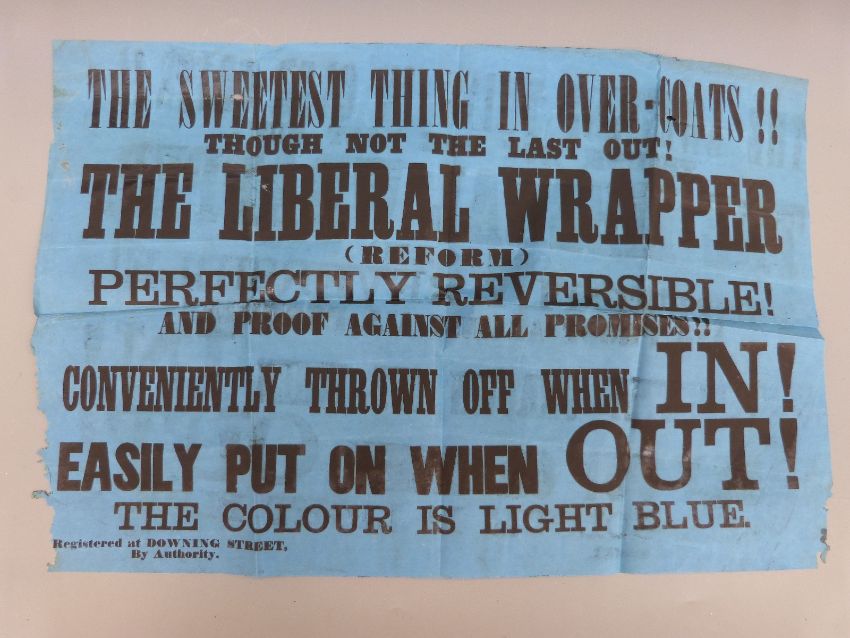 THE SWEETEST THING IN OVER-COATS!!
THOUGH NOT THE LAST OUT!
THE LIBERAL WRAPPER
(REFORM)
PERFECTLY REVERSIBLE!
AND PROOF AGAINST ALL PROMISES!!
CONVENIENTLY THROWN OFF WHEN IN!
EASILY PUT ON WHEN OUT!
THE COLOUR IS LIGHT BLUE.
Registered at DOWNING STREET,
By Authority.